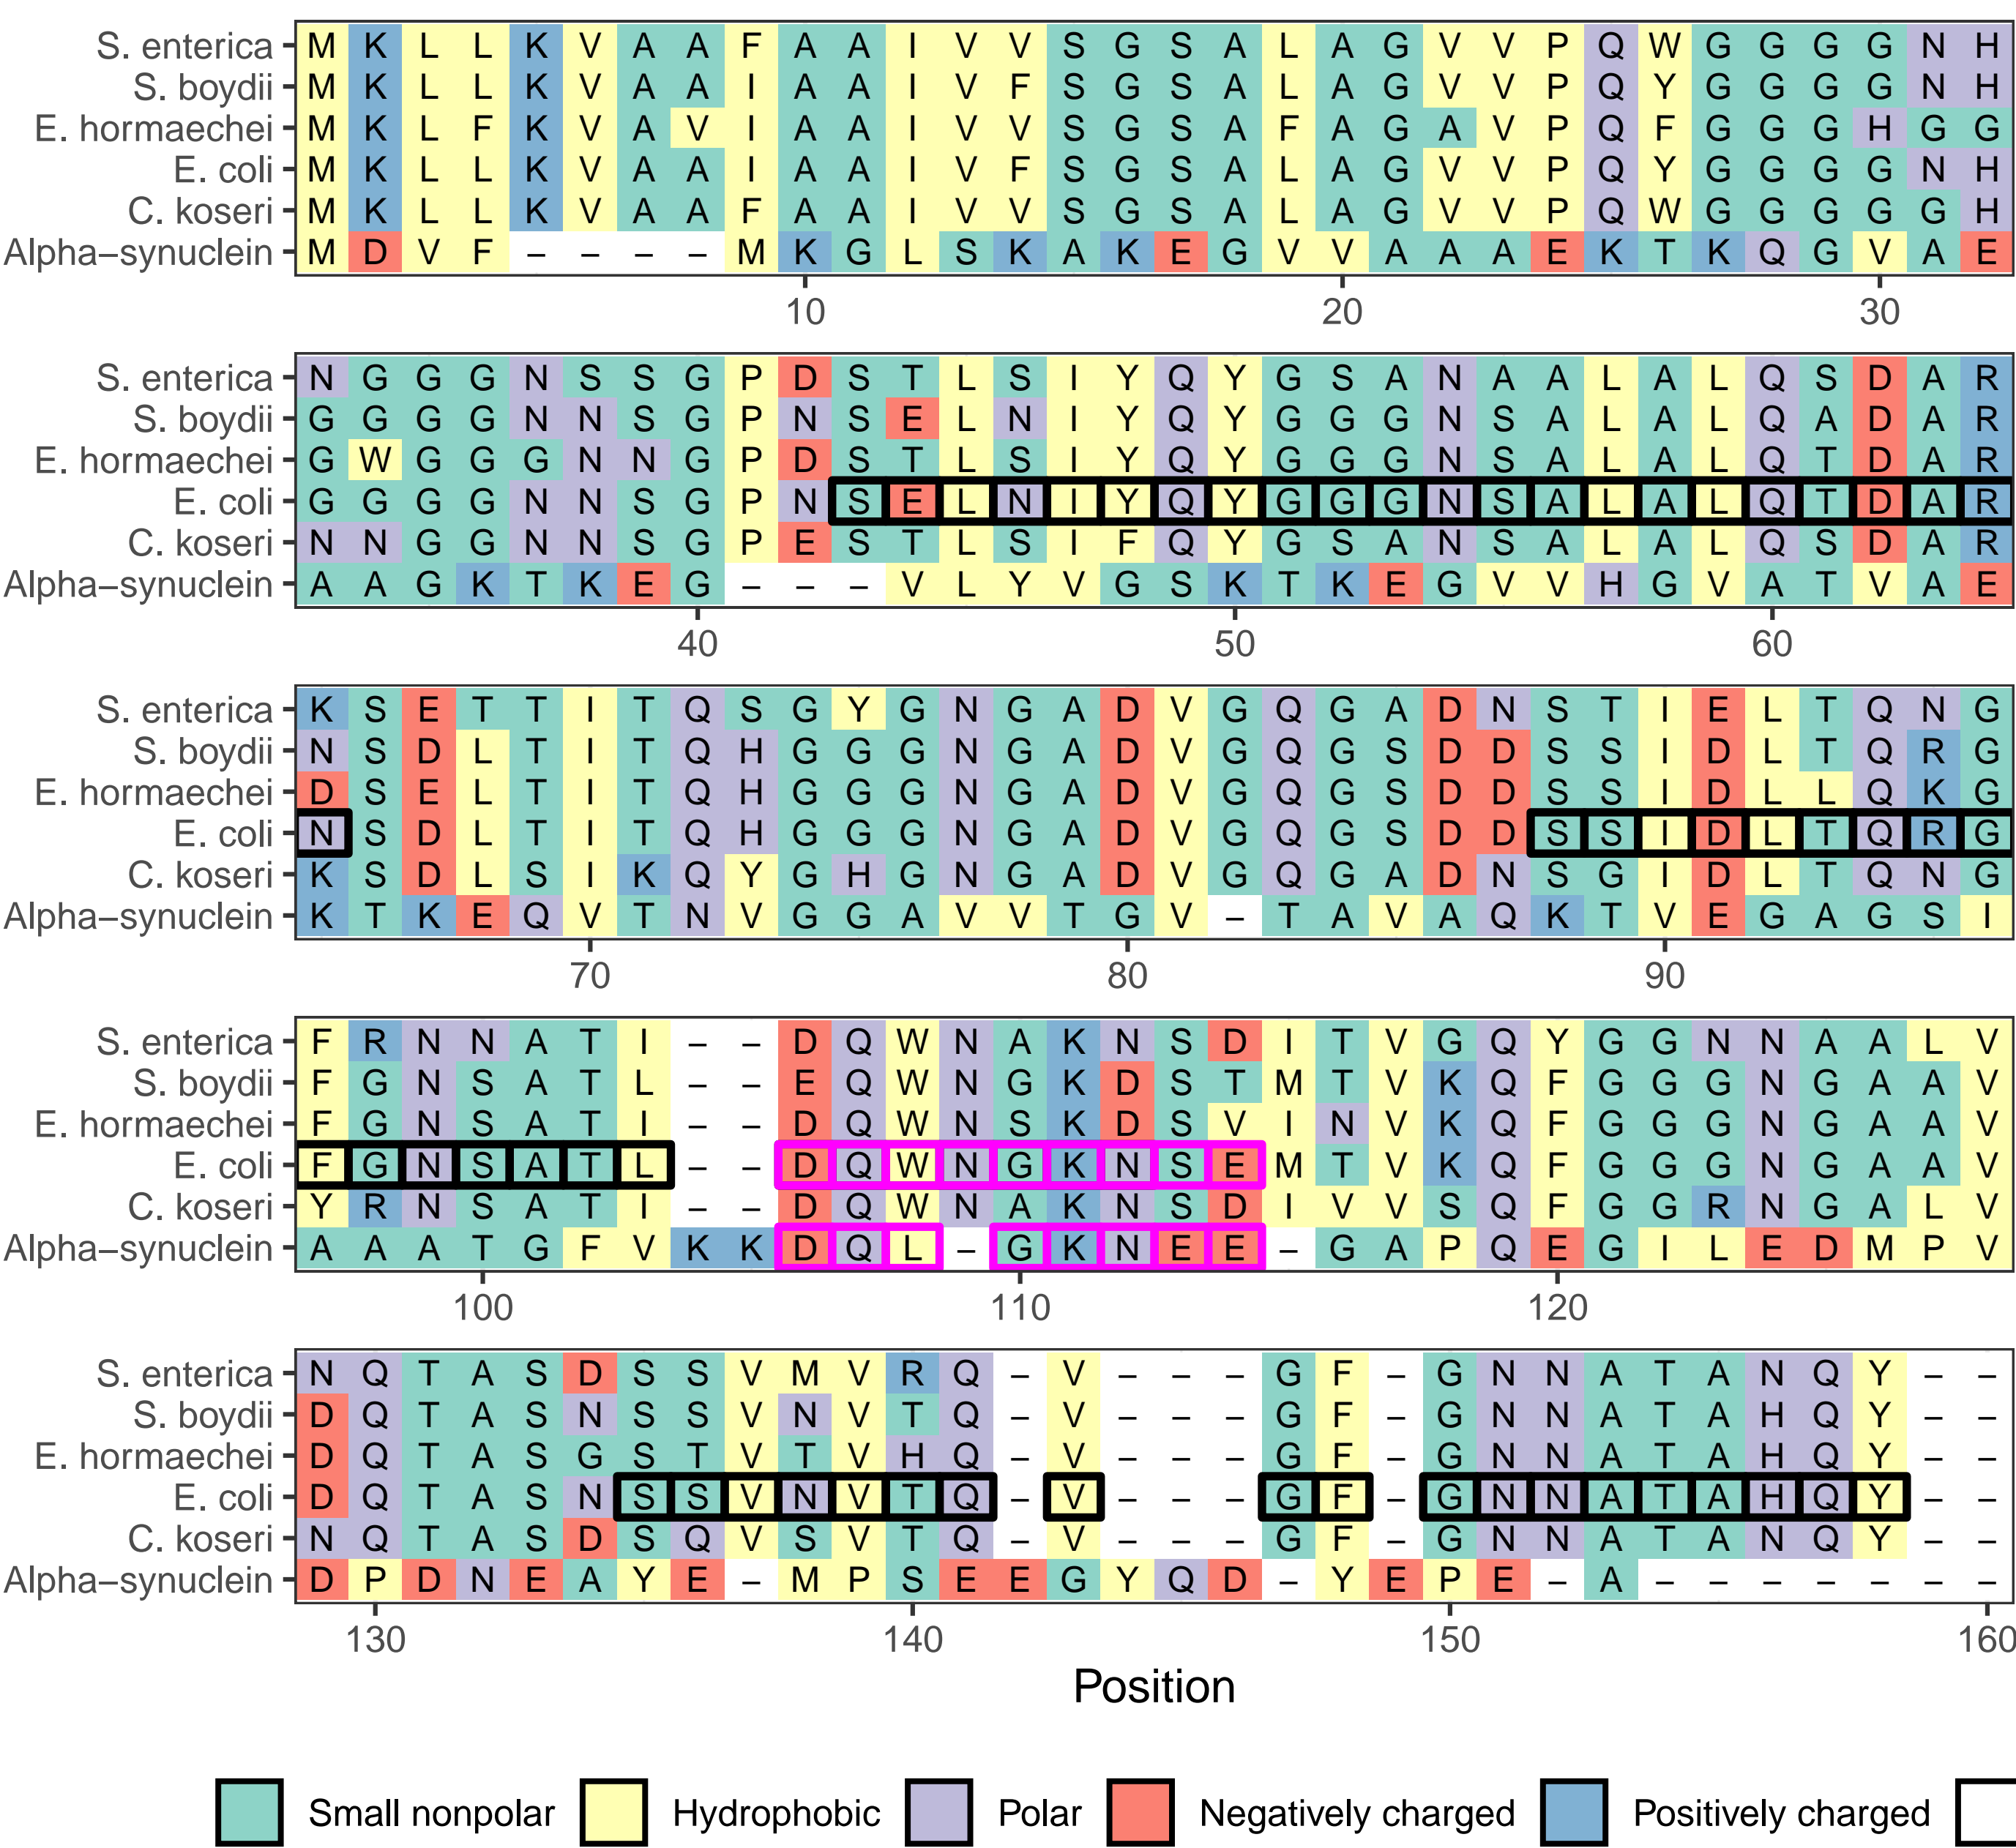 S. enterica M K L L K V A A F A A I V V S G S A L A G V V P Q W G G G G N H
S. boydii M K L L K V A A I A A I V F S G S A L A G V V P Q Y G G G G N H
E. hormaechei M K L F K V A V I A A I V V S G S A F A G A V P Q F G G G H G G
E. coli M K L L K V A A I A A I V F S G S A L A G V V P Q Y G G G G N H
C. koseri M K L L K V A A F A A I V V S G S A L A G V V P Q W G G G G G H
Alpha−synuclein M D V F − − − − M K G L S K A K E G V V A A A E K T K Q G V A E
10 20 30
S. enterica N G G G N S S G P D S T L S I Y Q Y G S A N A A L A L Q S D A R
S. boydii G G G G N N S G P N S E L N I Y Q Y G G G N S A L A L Q A D A R
E. hormaechei G W G G G N N G P D S T L S I Y Q Y G G G N S A L A L Q T D A R
E. coli G G G G N N S G P N S E L N I Y Q Y G G G N S A L A L Q T D A R
C. koseri N N G G N N S G P E S T L S I F Q Y G S A N S A L A L Q S D A R
Alpha−synuclein A A G K T K E G − − − V L Y V G S K T K E G V V H G V A T V A E
40 50 60
S. enterica K S E T T I T Q S G Y G N G A D V G Q G A D N S T I E L T Q N G
S. boydii N S D L T I T Q H G G G N G A D V G Q G S D D S S I D L T Q R G
E. hormaechei D S E L T I T Q H G G G N G A D V G Q G S D D S S I D L L Q K G
E. coli N S D L T I T Q H G G G N G A D V G Q G S D D S S I D L T Q R G
C. koseri K S D L S I K Q Y G H G N G A D V G Q G A D N S G I D L T Q N G
Alpha−synuclein K T K E Q V T N V G G A V V T G V − T A V A Q K T V E G A G S I
70 80 90
S. enterica F R N N A T I − − D Q W N A K N S D I T V G Q Y G G N N A A L V
S. boydii F G N S A T L − − E Q W N G K D S T M T V K Q F G G G N G A A V
E. hormaechei F G N S A T I − − D Q W N S K D S V I N V K Q F G G G N G A A V
E. coli F G N S A T L − − D Q W N G K N S E M T V K Q F G G G N G A A V
C. koseri Y R N S A T I − − D Q W N A K N S D I V V S Q F G G R N G A L V
Alpha−synuclein A A A T G F V K K D Q L − G K N E E − G A P Q E G I L E D M P V
100 110 120
S. enterica N Q T A S D S S V M V R Q − V − − − G F − G N N A T A N Q Y − −
S. boydii D Q T A S N S S V N V T Q − V − − − G F − G N N A T A H Q Y − −
E. hormaechei D Q T A S G S T V T V H Q − V − − − G F − G N N A T A H Q Y − −
E. coli D Q T A S N S S V N V T Q − V − − − G F − G N N A T A H Q Y − −
C. koseri N Q T A S D S Q V S V T Q − V − − − G F − G N N A T A N Q Y − −
Alpha−synuclein D P D N E A Y E − M P S E E G Y Q D − Y E P E − A − − − − − − −
130 140 150 160
Position
Small nonpolar Hydrophobic Polar Negatively charged Positively charged